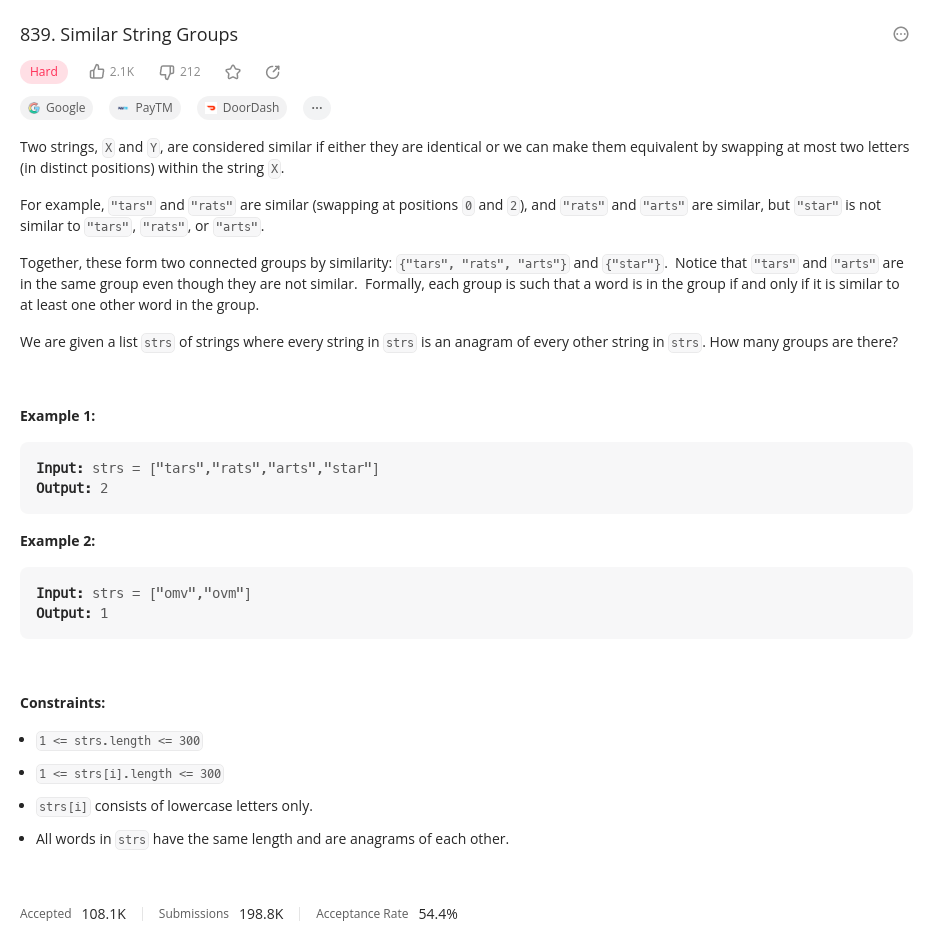 839. Similar String Groups
Hard 2.1K 212
Google PayTM DoorDash ...
Two strings, X and Y, are considered similar if either they are identical or we can make them equivalent by swapping at most two letters
(in distinct positions) within the string X.
For example, "tars" and "rats" are similar (swapping at positions 0 and 2), and "rats" and "arts" are similar, but "star" is not
similar to "tars", "rats", or "arts".
Together, these form two connected groups by similarity: {"tars", "rats", "arts"} and {"star"}. Notice that "tars" and "arts" are
in the same group even though they are not similar. Formally, each group is such that a word is in the group if and only if it is similar to
at least one other word in the group.
We are given a list strs of strings where every string in strs is an anagram of every other string in strs. How many groups are there?
Example 1:
Input: strs = ["tars","rats","arts","star"]
Output: 2
Example 2:
Input: strs = ["omv","ovm"]
Output: 1
Constraints:
• 1 <= strs.length <= 300
• 1 <= strs[i].length <= 300
• strs[i] consists of lowercase letters only.
• All words in strs have the same length and are anagrams of each other.
Accepted 108.1K Submissions 198.8K Acceptance Rate 54.4%